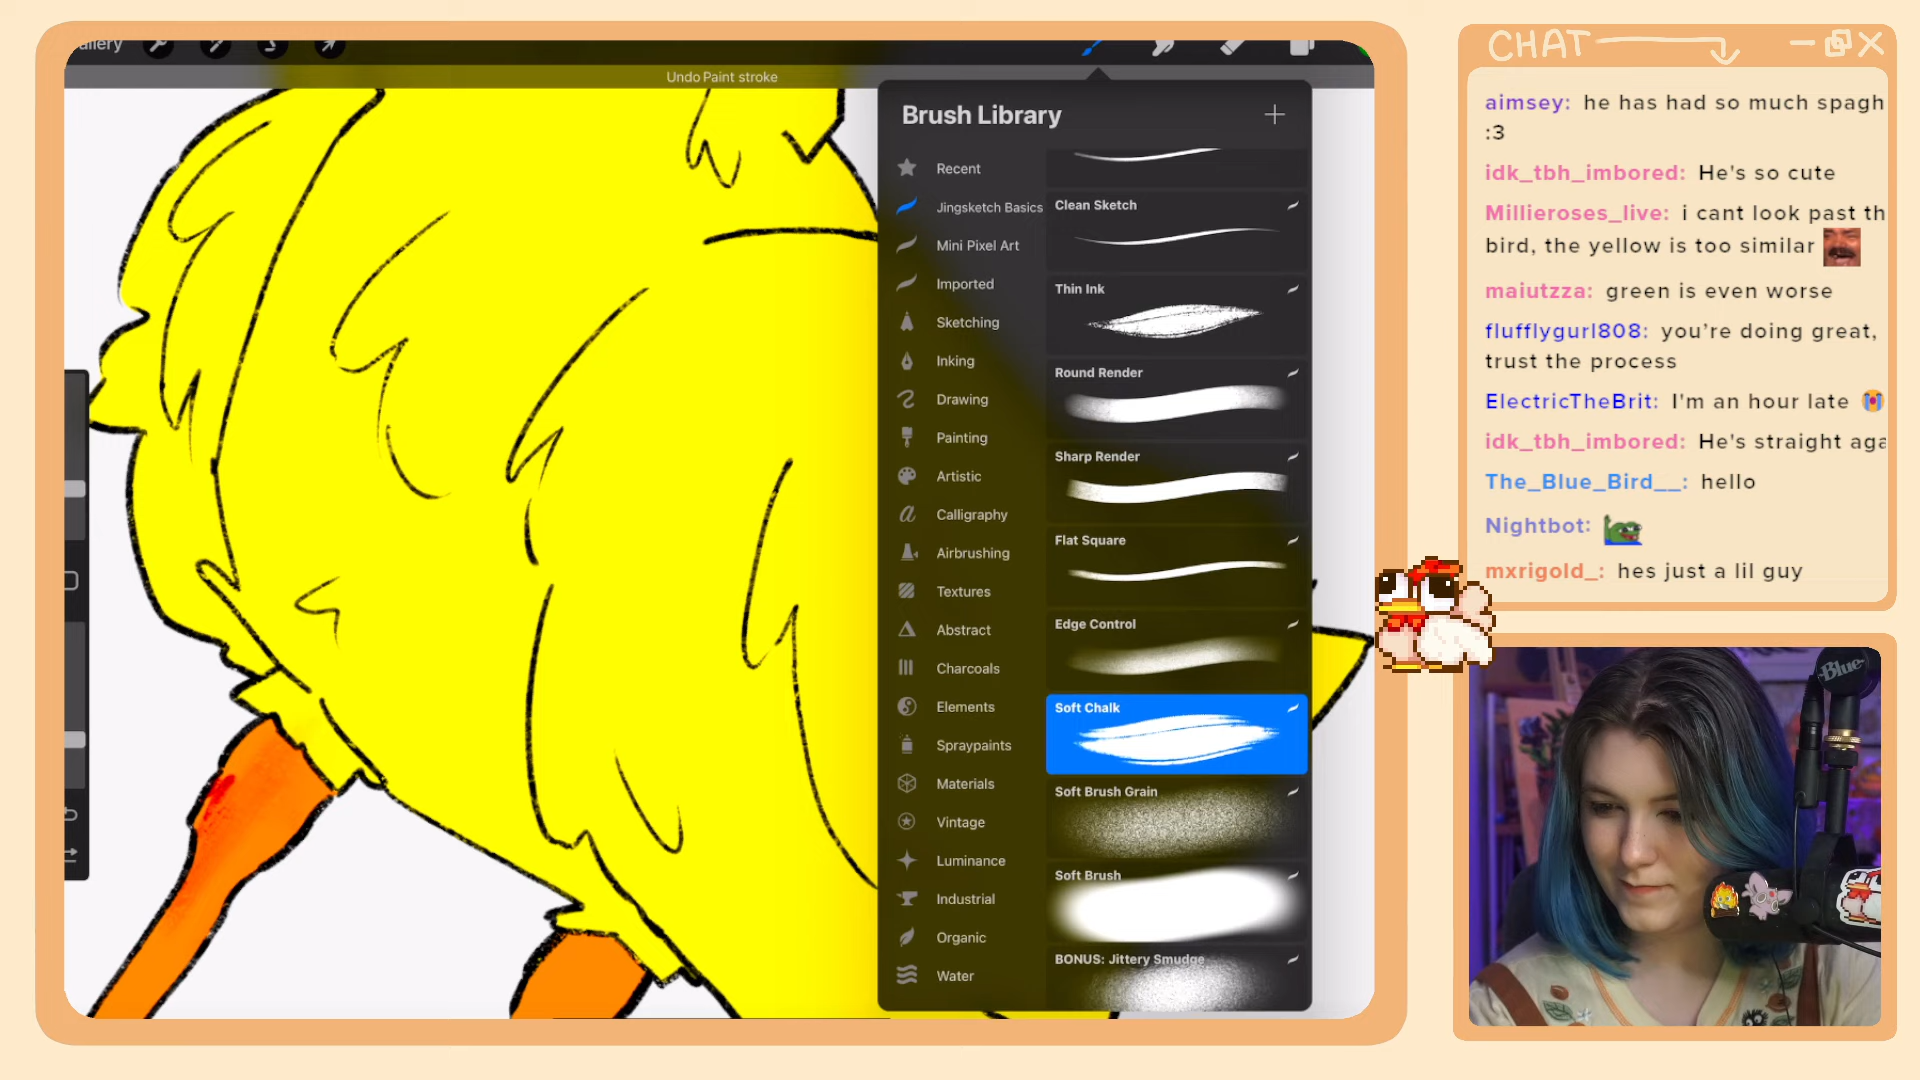 allery
Undo Paint stroke
Brush Library
Recent
Jingsketch Basics
Mini Pixel Art
Imported
Sketching
Inking
Drawing
Painting
Artistic
Calligraphy
Airbrushing
Textures
Abstract
Charcoals
Elements
Spraypaints
Materials
Vintage
Luminance
Industrial
Organic
Water
Clean Sketch
Thin Ink
Round Render
Sharp Render
Flat Square
Edge Control
Soft Chalk
Soft Brush Grain
Soft Brush
BONUS: Jittery Smudge
CHAT
aimsey: he has had so much spagh
:3
idk_tbh_imbored: He's so cute
Millieroses_live: i cant look past th
bird, the yellow is too similar
maiutzza: green is even worse
flufflygurl808: you're doing great,
trust the process
ElectricTheBrit: I'm an hour late
idk_tbh_imbored: He's straight aga
The_Blue_Bird__: hello
Nightbot:
mxrigold_: hes just a lil guy
Blue